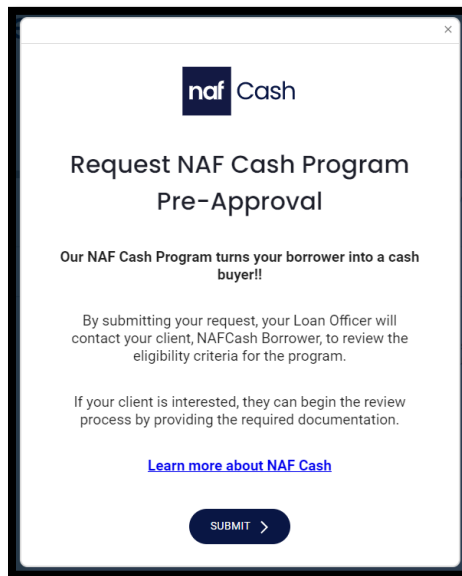 ×
naf Cash
Request NAF Cash Program
Pre-Approval
Our NAF Cash Program turns your borrower into a cash
buyer!!
By submitting your request, your Loan Officer will
contact your client, NAFCash Borrower, to review the
eligibility criteria for the program.
If your client is interested, they can begin the review
process by providing the required documentation.
Learn more about NAF Cash
SUBMIT >